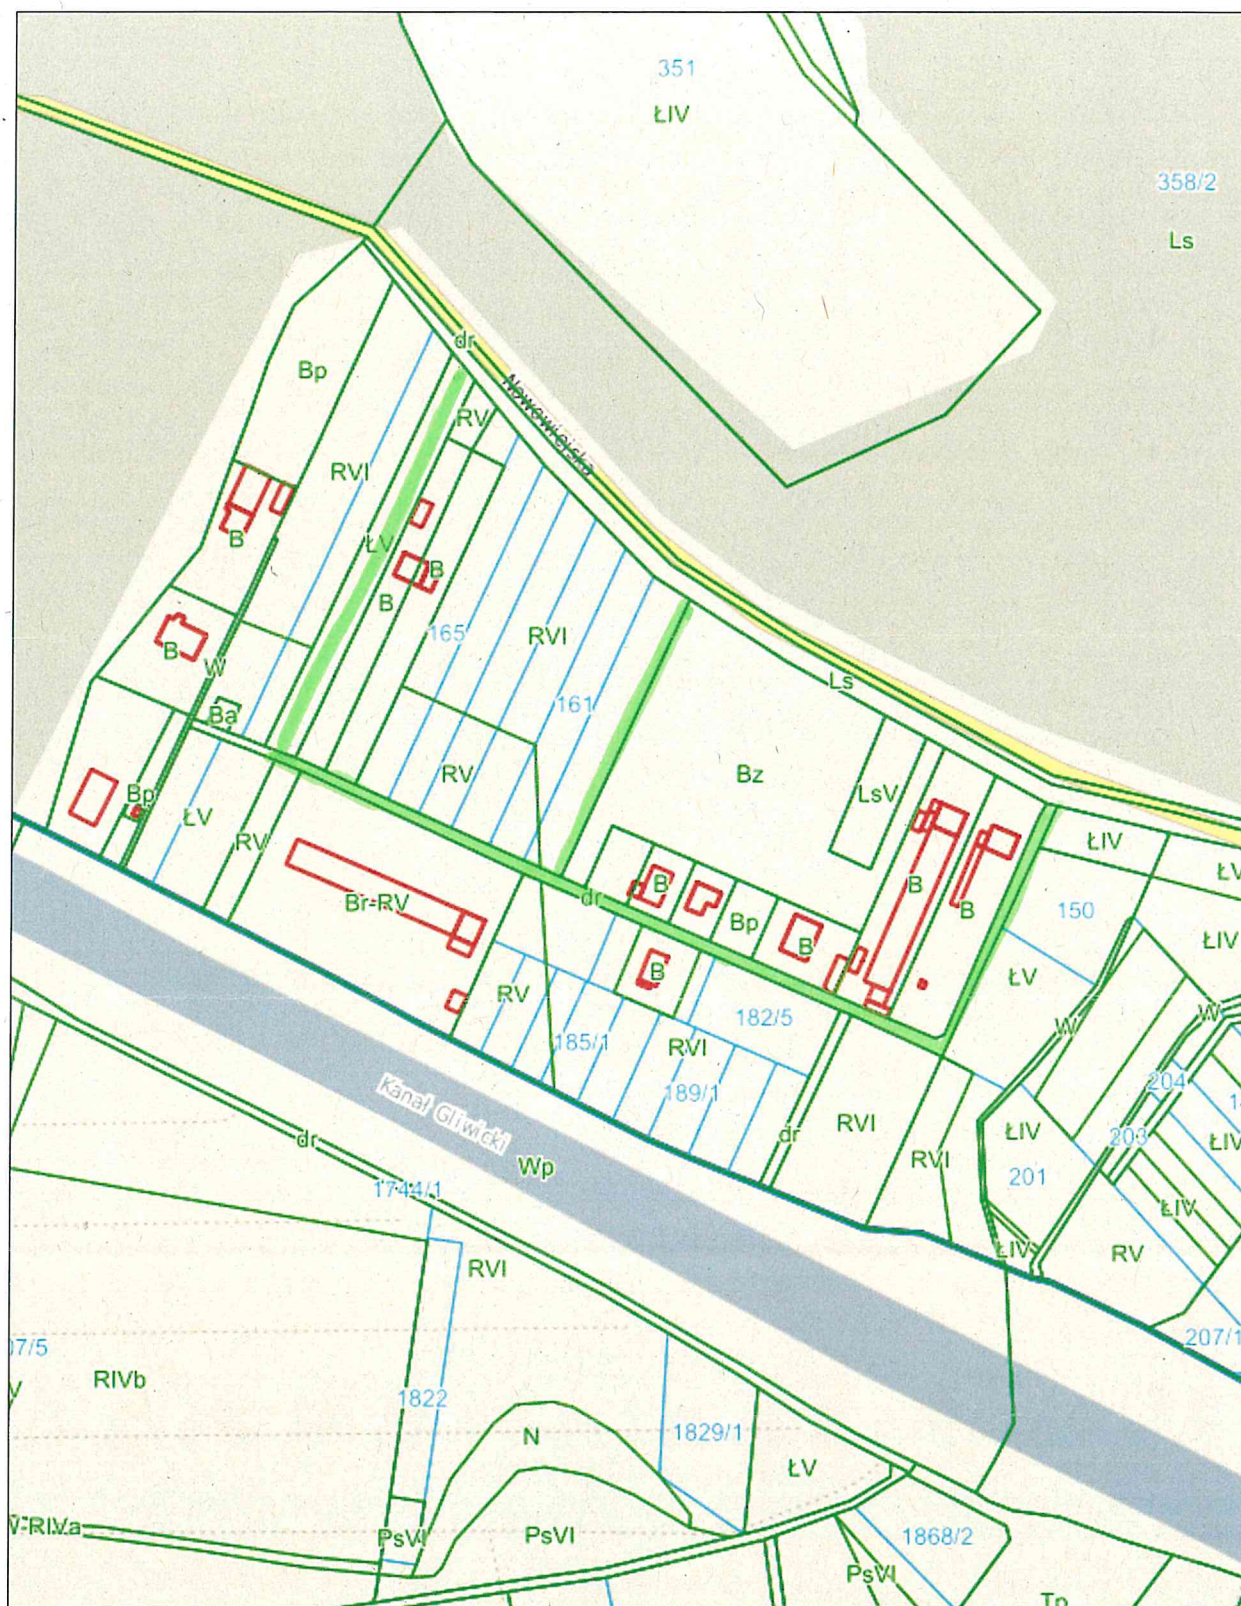 351
ŁIV
358/2
Ls
dr
Bp
Nowowiejska
RV
RVI
ŁV
B
B
B
165
RVI
B
W
Ls
161
Ba
Bz
RV
Bp
LsV
ŁV
RV
ŁIV
ŁV
B
B
Br-RV
dr
B
150
Bp
B
ŁIV
B
ŁV
RV
182/5
W
W
185/1
RVI
204
189/1
Kanał Gliwicki
dr
dr
RVI
ŁIV
203
ŁIV
Wp
RVI
201
1744/1
ŁIV
ŁIV
RV
RVI
207/1
RIVb
1822
N
1829/1
ŁV
PsVI
PsVI
1868/2
PsVI